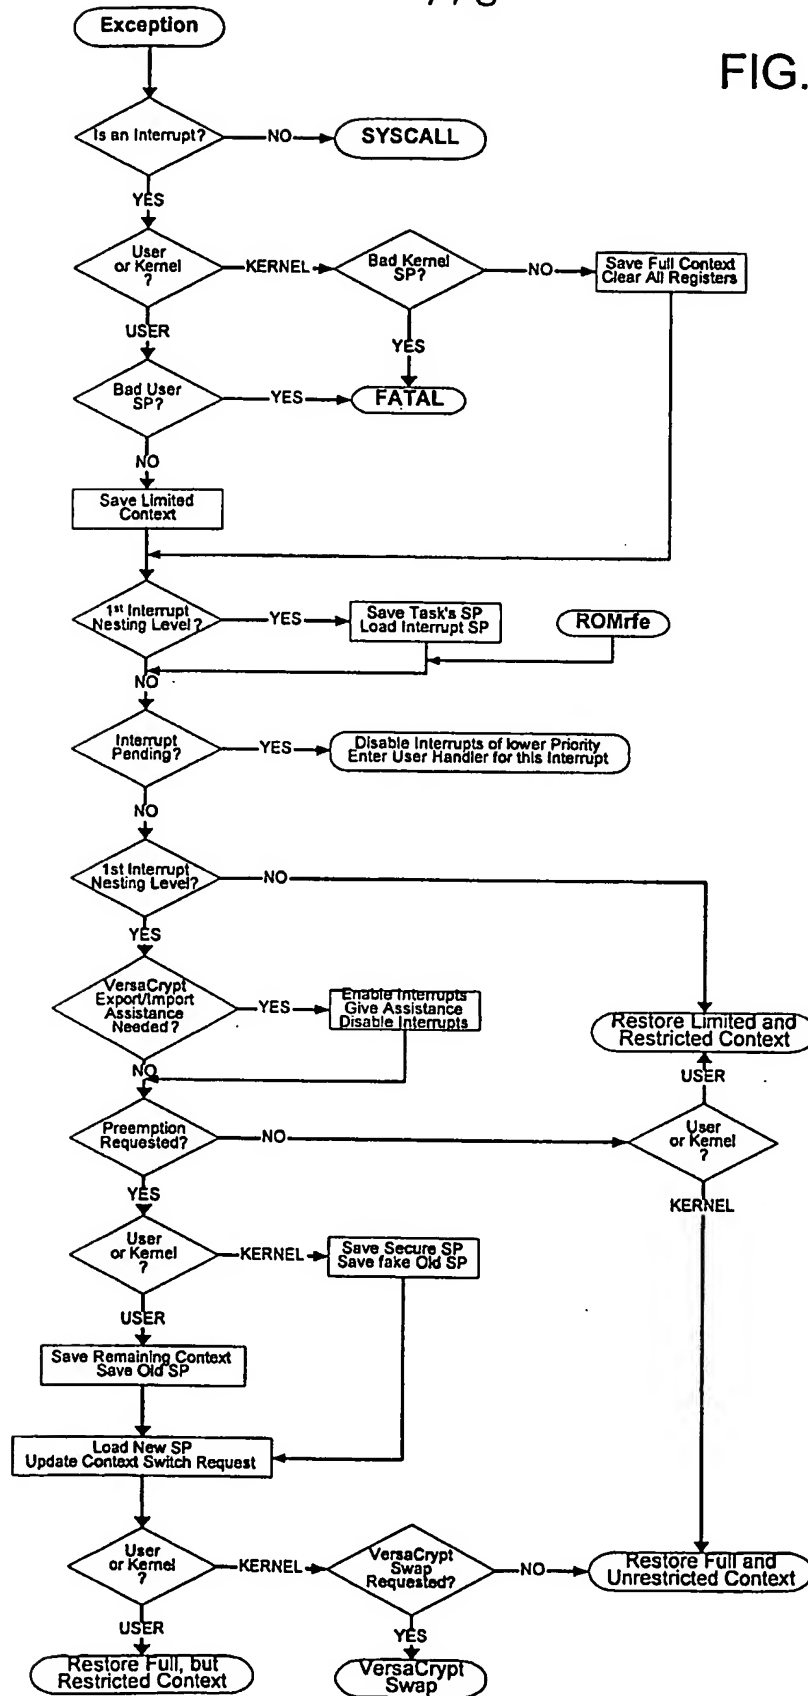 FIG.
Exception
Is an Interrupt?
NO
SYSCALL
YES
User
or Kernel
?
KERNEL
Bad Kernel
SP?
NO
Save Full Context
Clear All Registers
USER
YES
Bad User
SP?
YES
FATAL
NO
Save Limited
Context
1st Interrupt
Nesting Level?
YES
Save Task's SP
Load Interrupt SP
ROMrfe
NO
Interrupt
Pending?
YES
Disable Interrupts of lower Priority
Enter User Handler for this Interrupt
NO
1st Interrupt
Nesting Level?
NO
YES
VersaCrypt
Export/Import
Assistance
Needed?
YES
Enable Interrupts
Give Assistance
Disable Interrupts
Restore Limited and
Restricted Context
NO
USER
Preemption
Requested?
NO
User
or Kernel
?
YES
KERNEL
User
or Kernel
?
KERNEL
Save Secure SP
Save fake Old SP
USER
Save Remaining Context
Save Old SP
Load New SP
Update Context Switch Request
User
or Kernel
?
KERNEL
VersaCrypt
Swap
Requested?
NO
Restore Full and
Unrestricted Context
USER
YES
Restore Full, but
Restricted Context
VersaCrypt
Swap